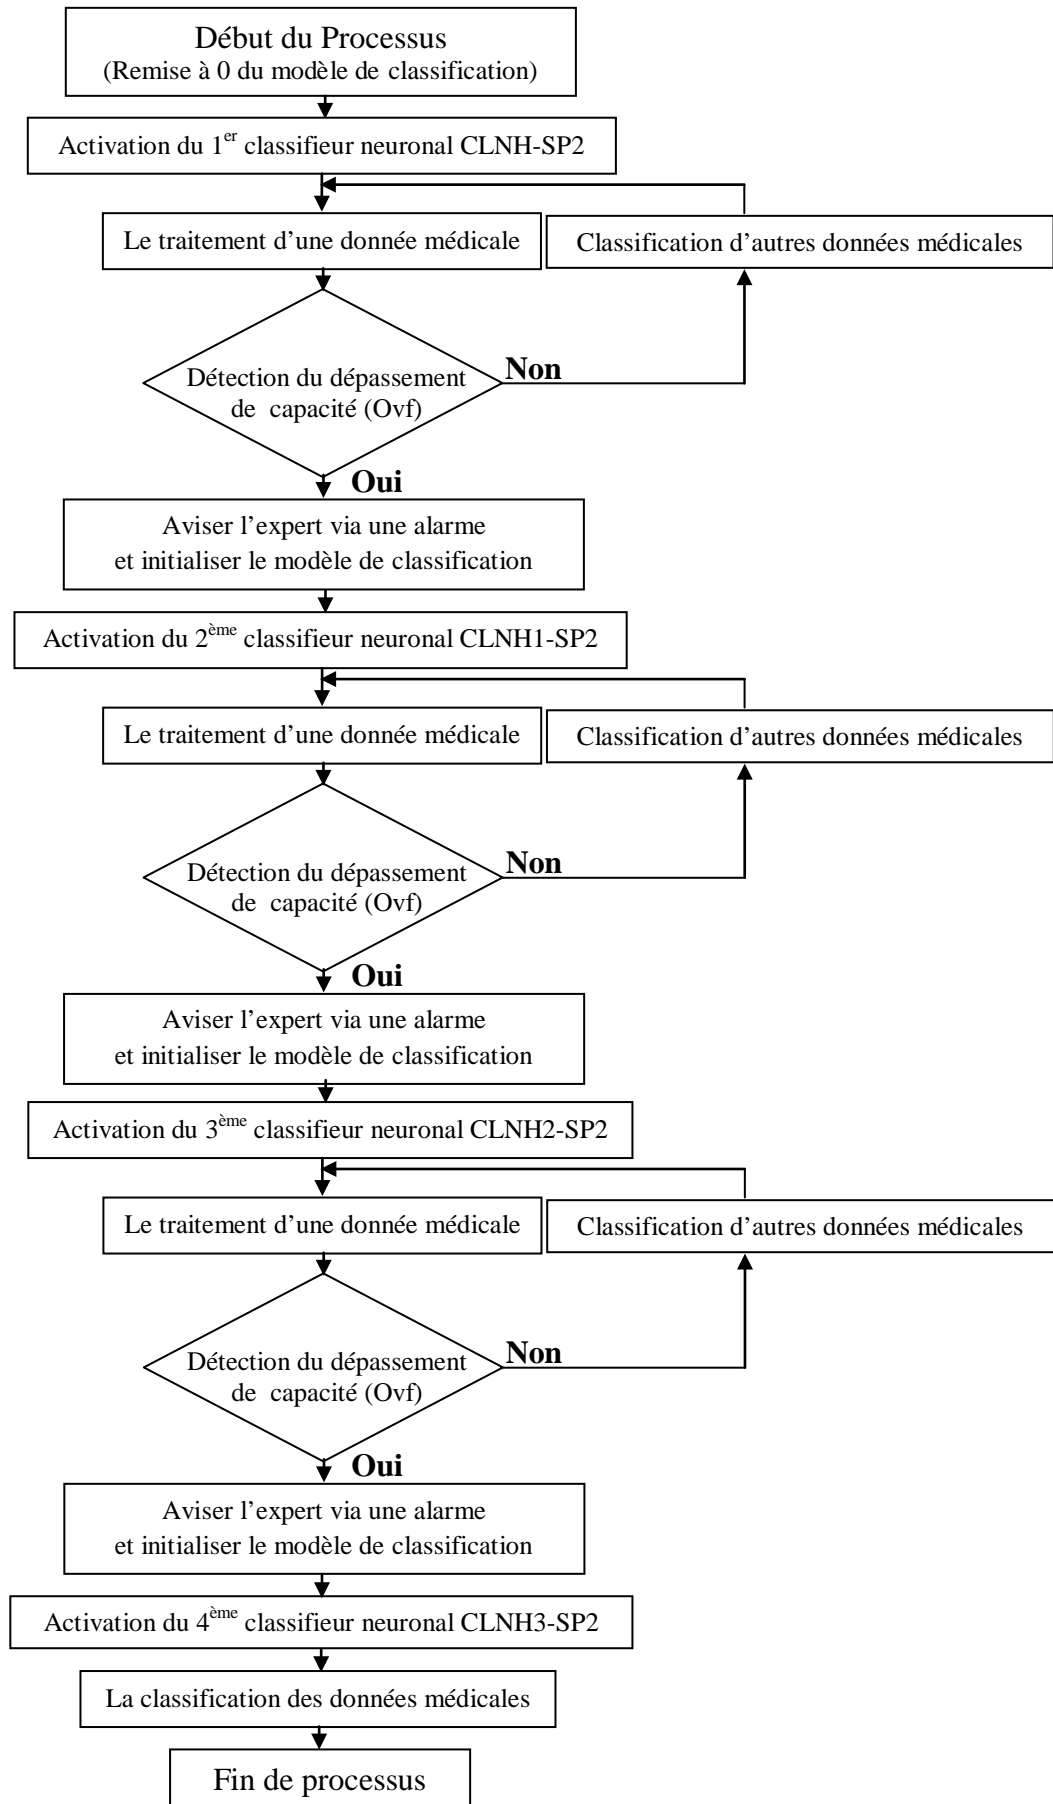 Début du Processus
(Remise à 0 du modèle de classification)
Activation du 1er classifieur neuronal CLNH-SP2
Le traitement d’une donnée médicale
Classification d’autres données médicales
Détection du dépassement
de capacité (Ovf)
Non
Oui
Aviser l’expert via une alarme
et initialiser le modèle de classification
Activation du 2ème classifieur neuronal CLNH1-SP2
Le traitement d’une donnée médicale
Classification d’autres données médicales
Détection du dépassement
de capacité (Ovf)
Non
Oui
Aviser l’expert via une alarme
et initialiser le modèle de classification
Activation du 3ème classifieur neuronal CLNH2-SP2
Le traitement d’une donnée médicale
Classification d’autres données médicales
Détection du dépassement
de capacité (Ovf)
Non
Oui
Aviser l’expert via une alarme
et initialiser le modèle de classification
Activation du 4ème classifieur neuronal CLNH3-SP2
La classification des données médicales
Fin de processus